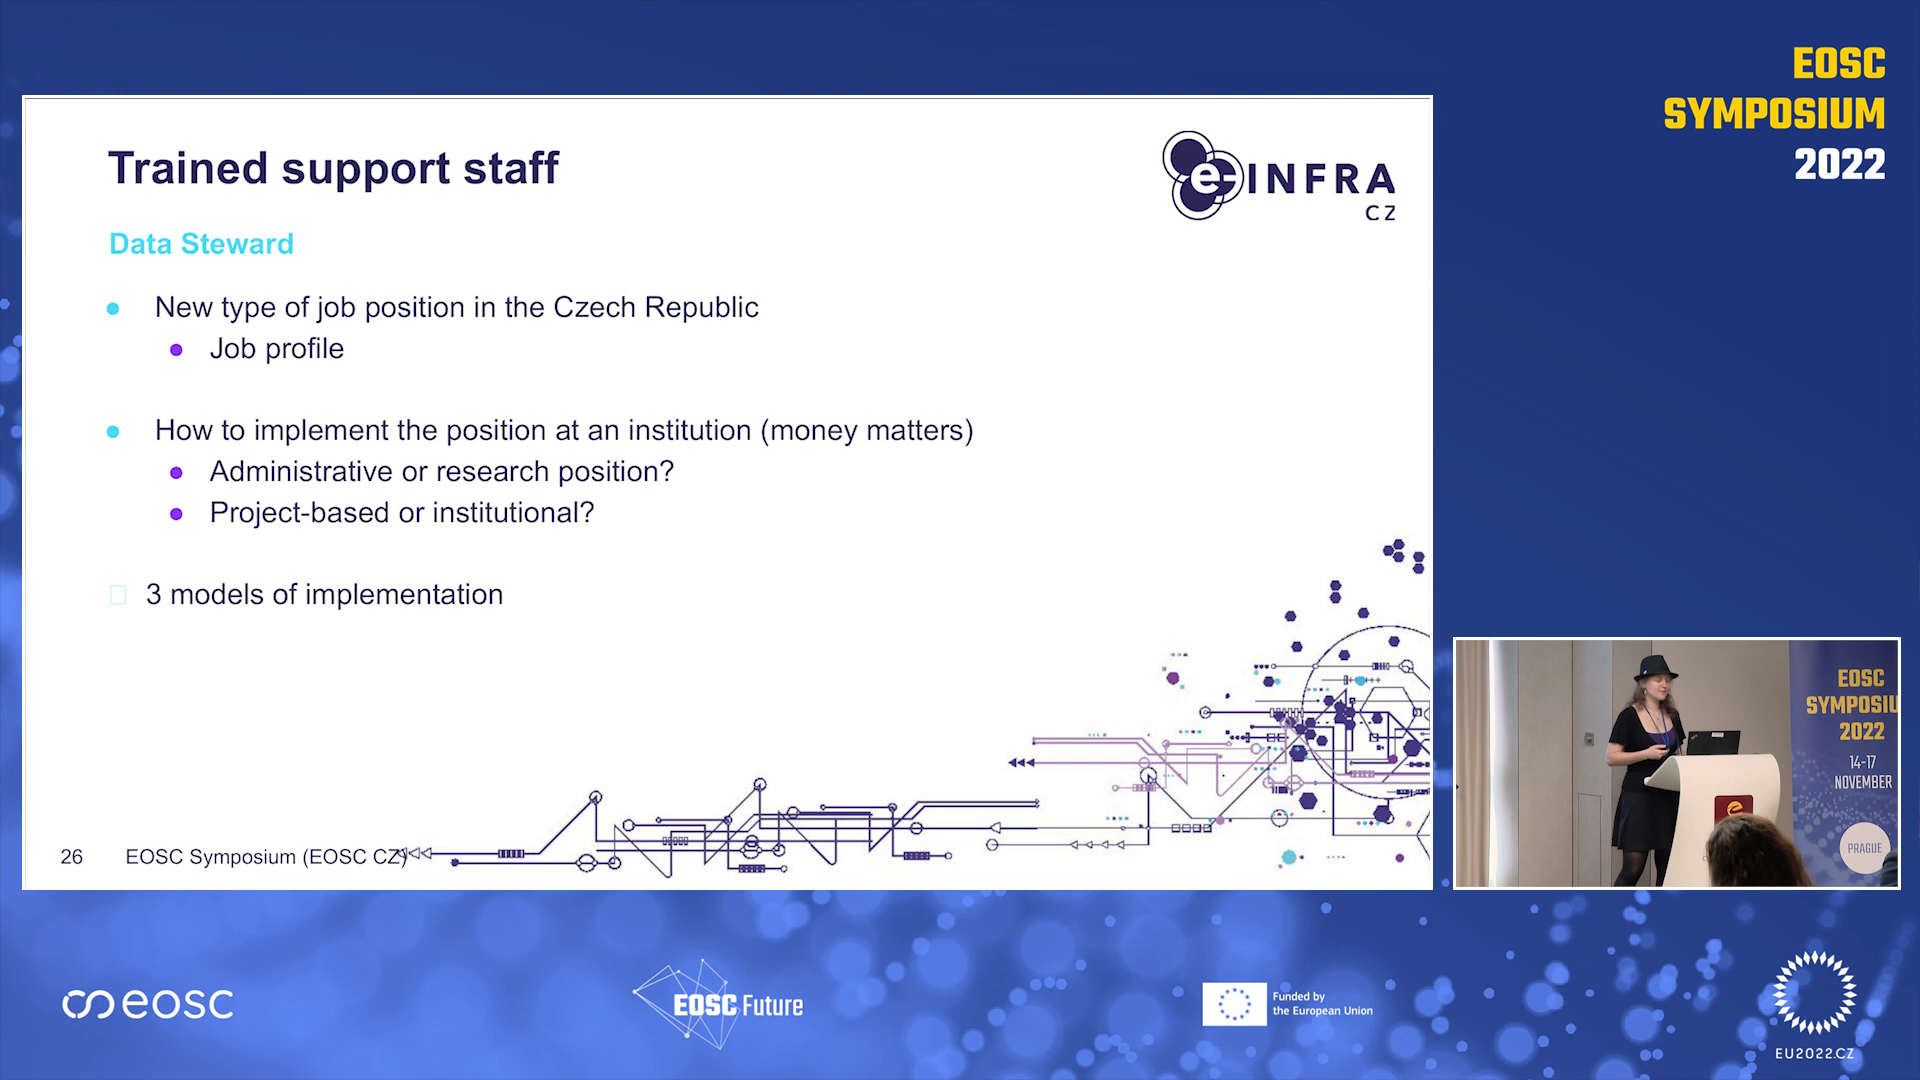 EOSC
SYMPOSIUM
2022
Trained support staff
e-INFRA
CZ
Data Steward
New type of job position in the Czech Republic
Job profile
How to implement the position at an institution (money matters)
Administrative or research position?
Project-based or institutional?
3 models of implementation
26 EOSC Symposium (EOSC CZ)
EOSC
SYMPOSIU
2022
14-17
NOVEMBER
PRAGUE
eosc
EOSC Future
Funded by
the European Union
EU2022.CZ